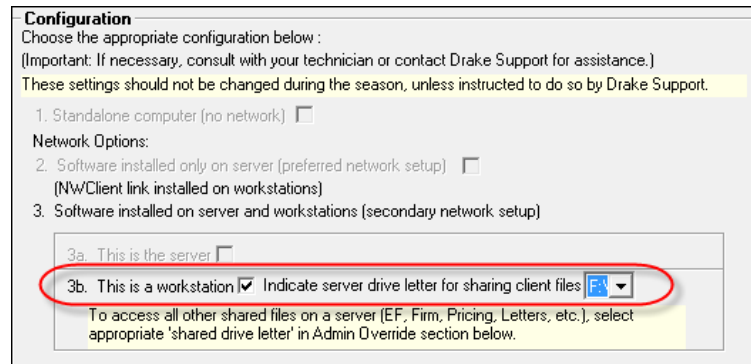 Configuration
Choose the appropriate configuration below :
(Important: If necessary, consult with your technician or contact Drake Support for assistance.)
These settings should not be changed during the season, unless instructed to do so by Drake Support.
1. Standalone computer (no network)
Network Options:
2. Software installed only on server (preferred network setup)
(NWClient link installed on workstations)
3. Software installed on server and workstations (secondary network setup)
3a. This is the server
3b. This is a workstation Indicate server drive letter for sharing client files F:\
To access all other shared files on a server (EF, Firm, Pricing, Letters, etc.), select
appropriate 'shared drive letter' in Admin Override section below.